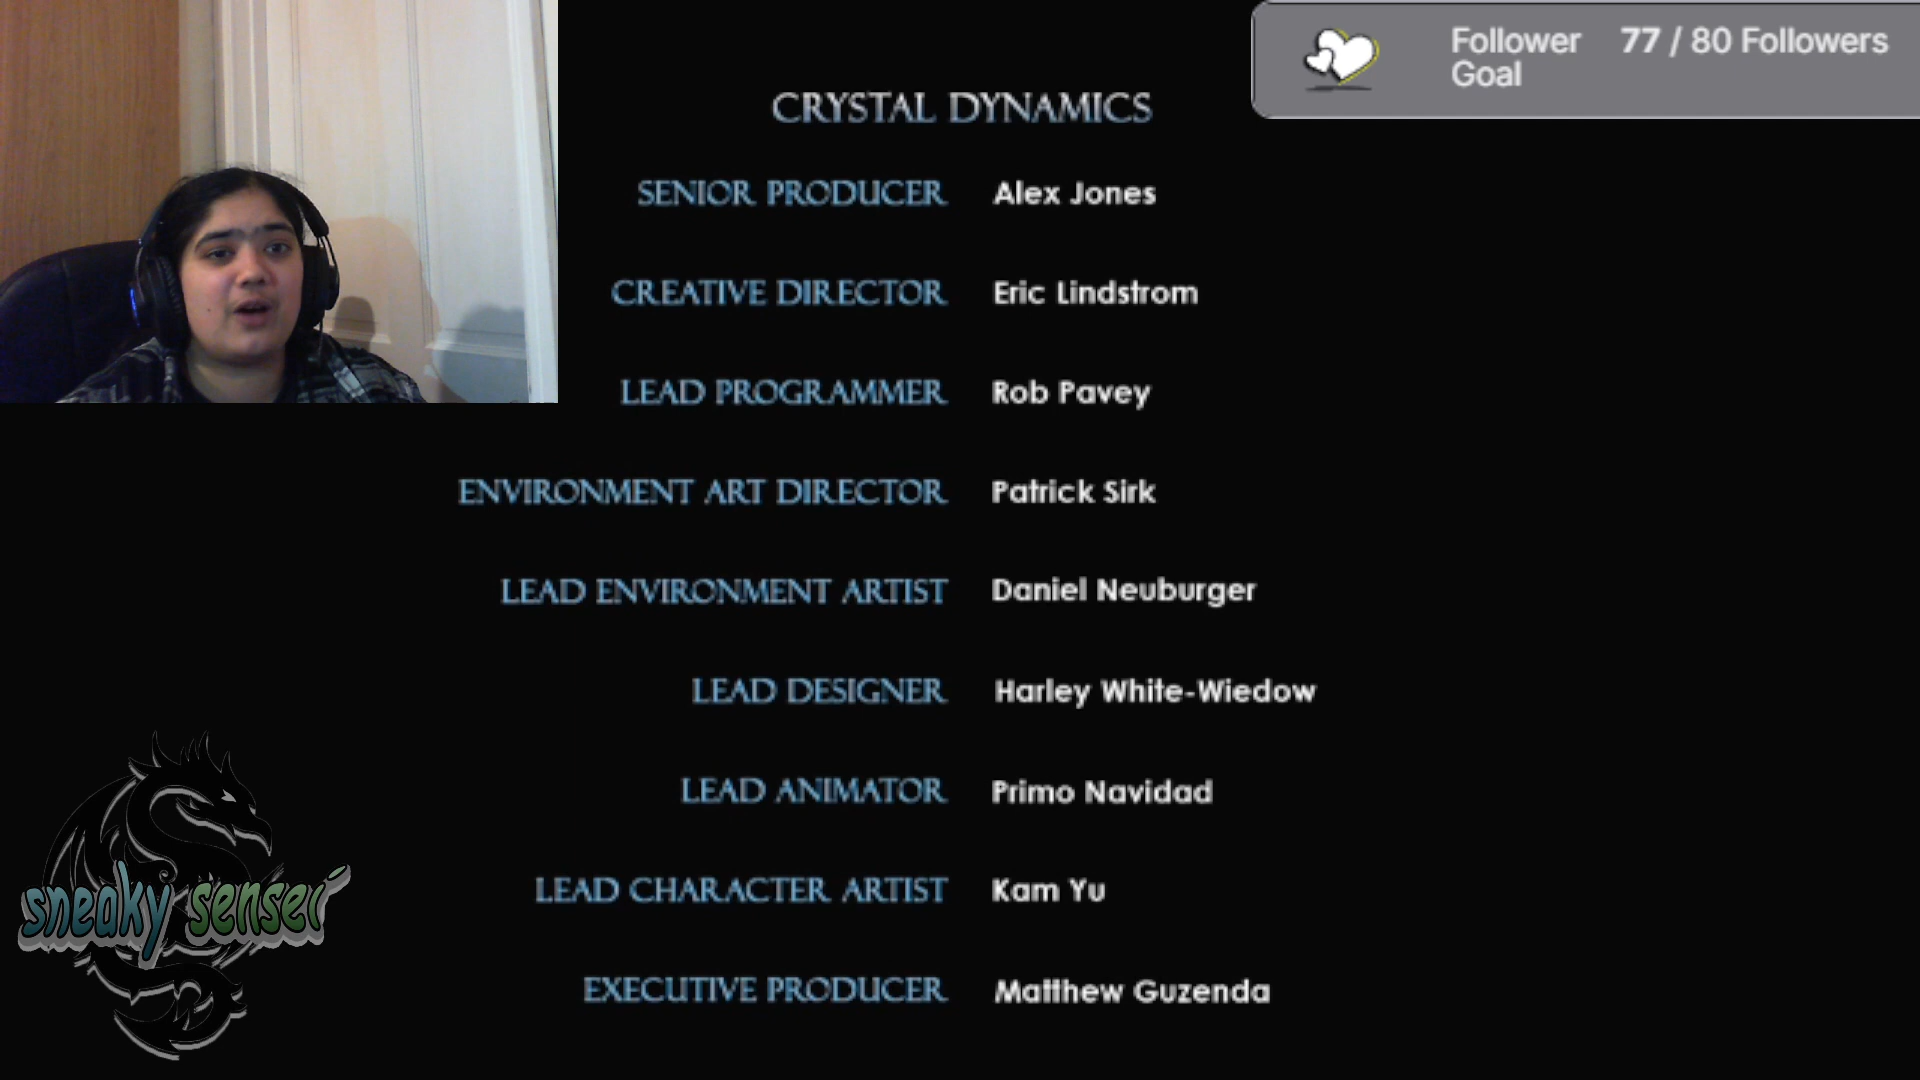 Follower Goal 77 / 80 Followers
CRYSTAL DYNAMICS
SENIOR PRODUCER Alex Jones
CREATIVE DIRECTOR Eric Lindstrom
LEAD PROGRAMMER Rob Pavey
ENVIRONMENT ART DIRECTOR Patrick Sirk
LEAD ENVIRONMENT ARTIST Daniel Neuburger
LEAD DESIGNER Harley White-Wiedow
LEAD ANIMATOR Primo Navidad
LEAD CHARACTER ARTIST Kam Yu
EXECUTIVE PRODUCER Matthew Guzenda
sneaky sensei